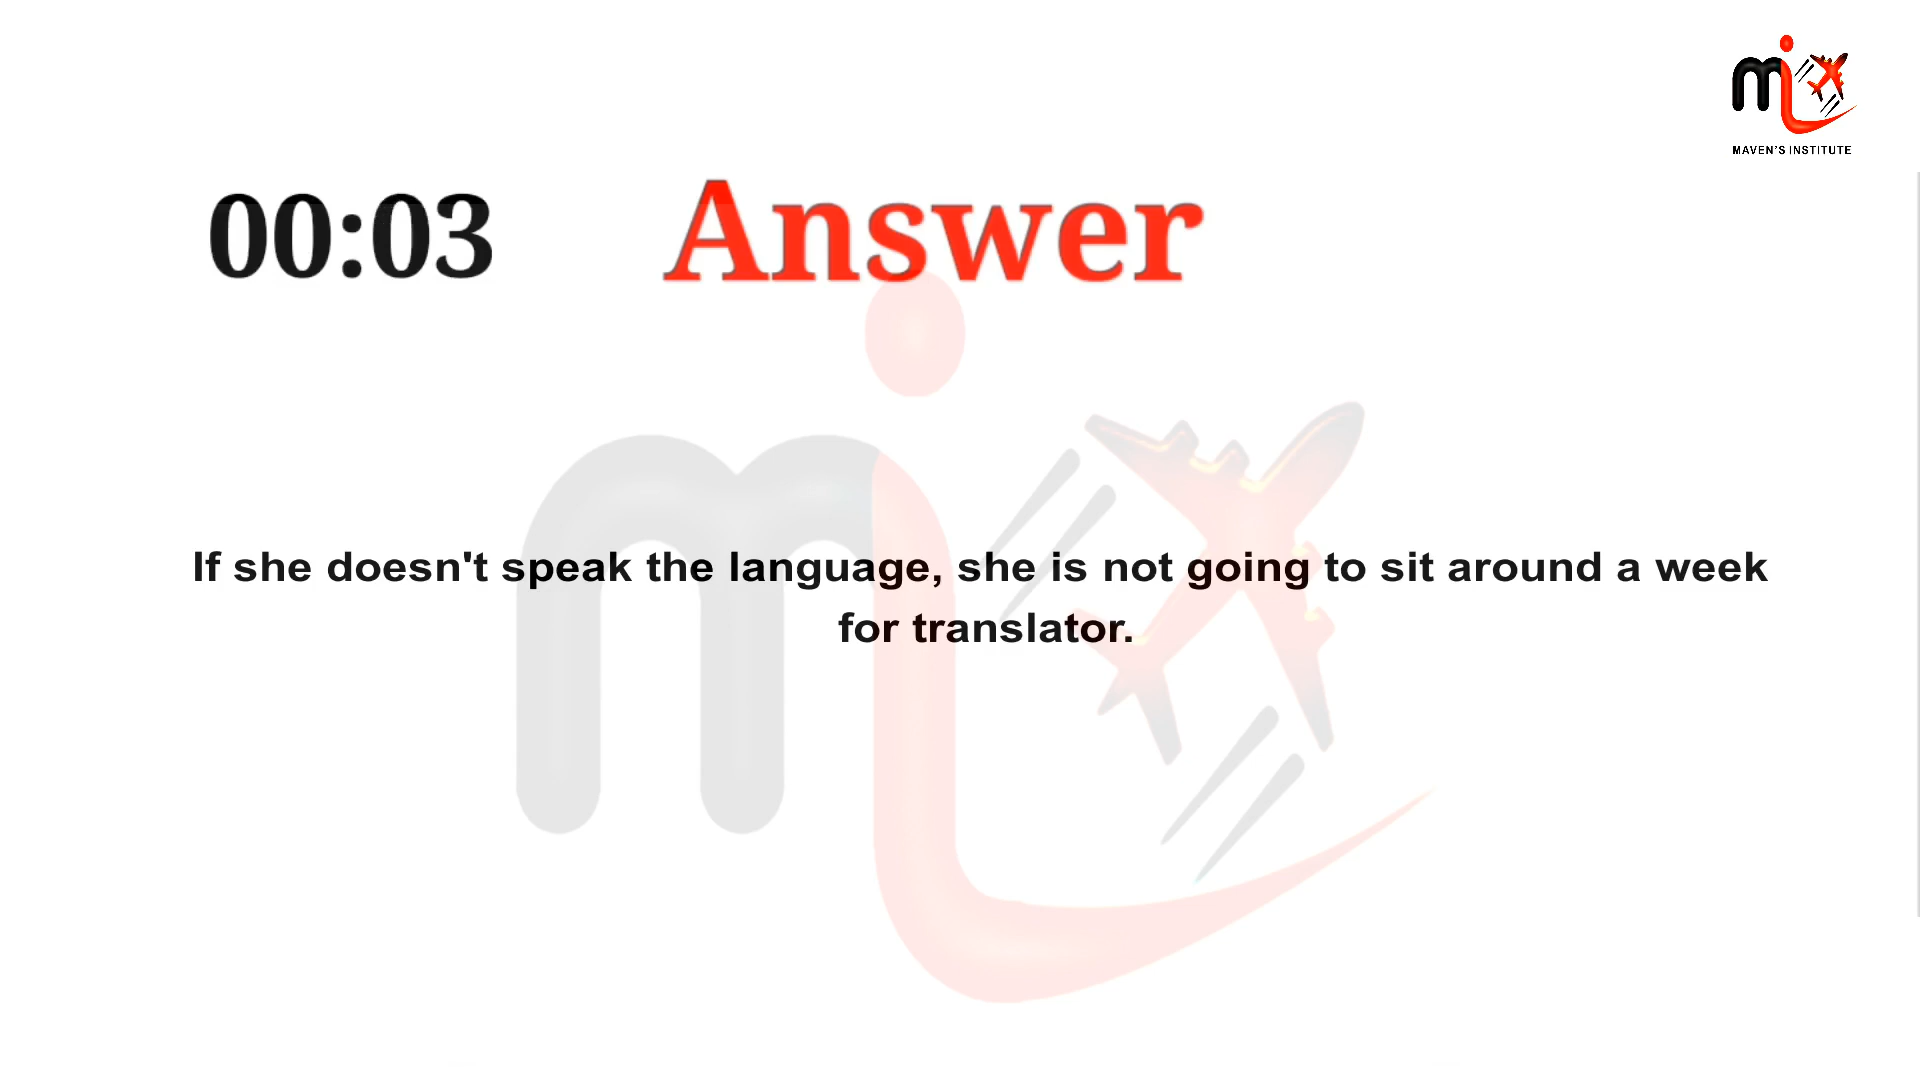 MAVEN'S INSTITUTE
00:03 Answer
If she doesn't speak the language, she is not going to sit around a week
for translator.